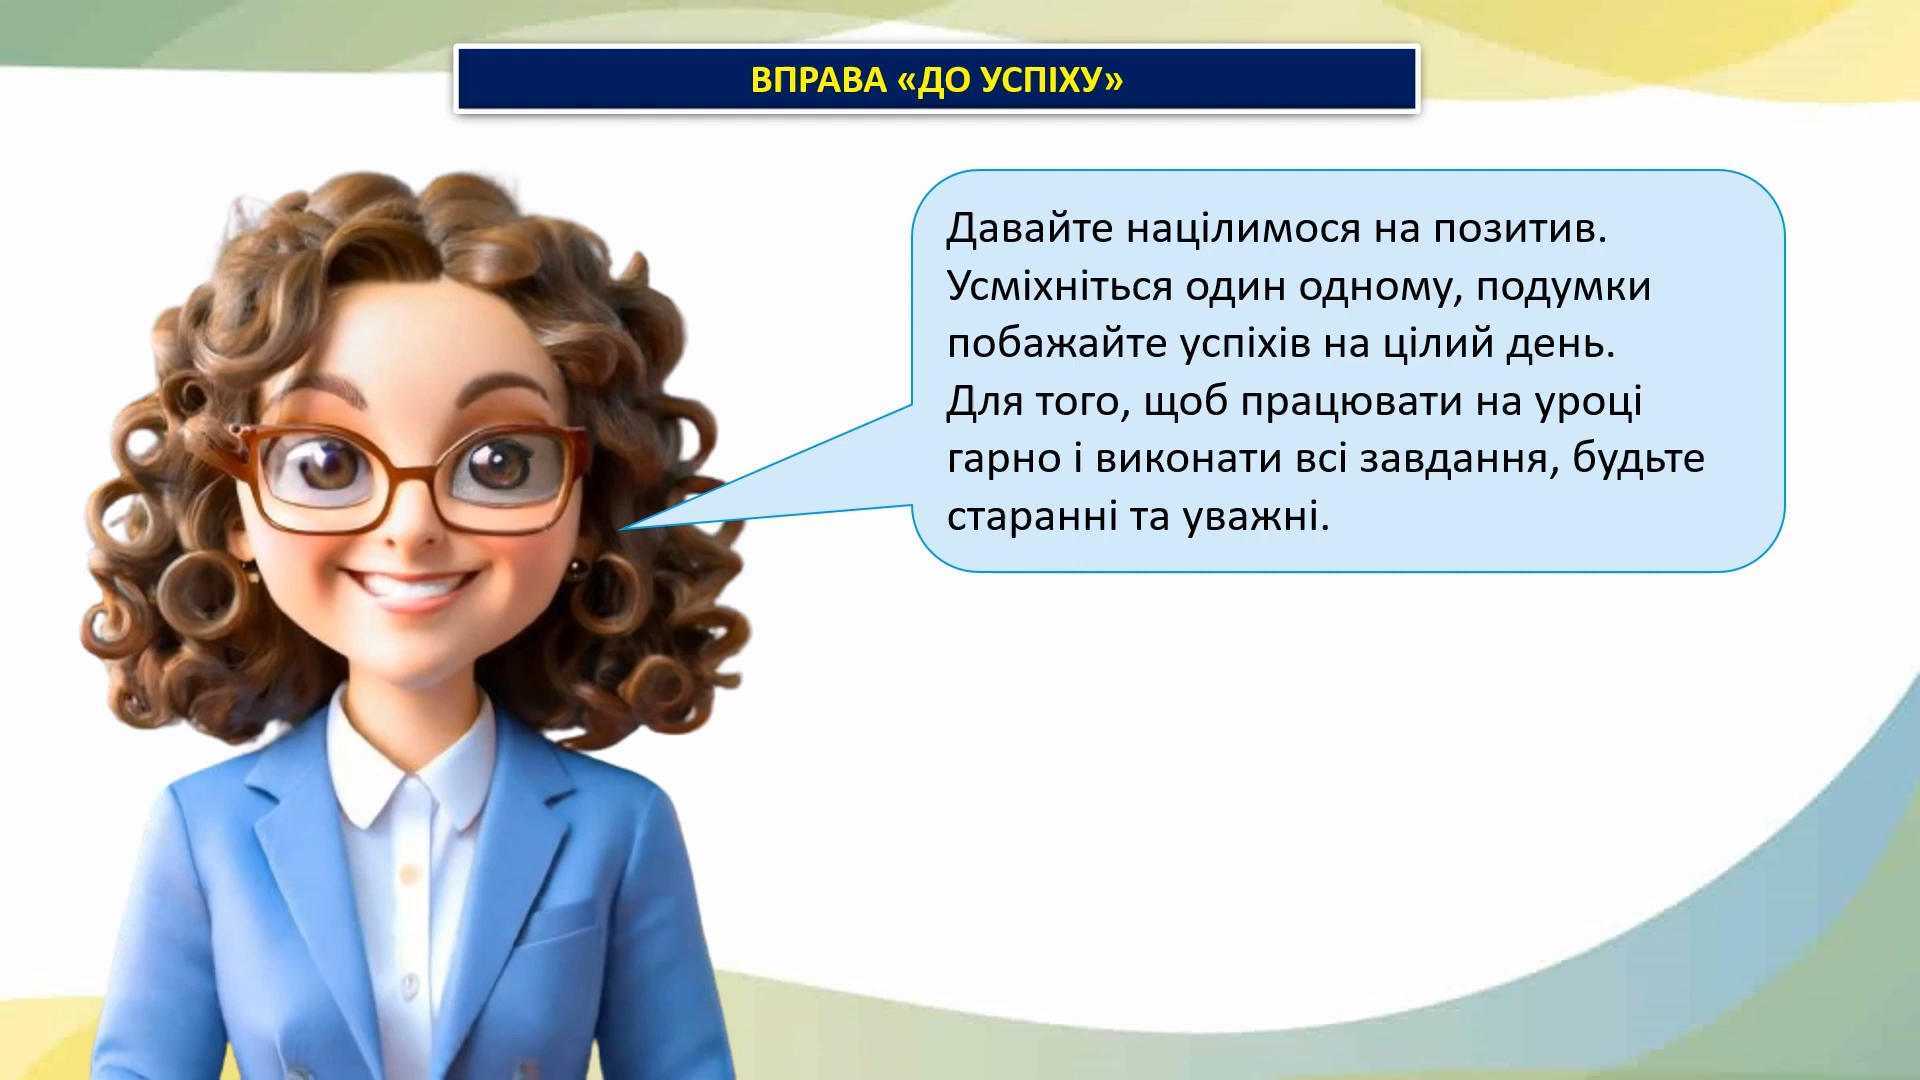 ВПРАВА «ДО УСПІХУ»
Давайте націлимося на позитив.
Усміхніться один одному, подумки
побажайте успіхів на цілий день.
Для того, щоб працювати на уроці
гарно і виконати всі завдання, будьте
старанні та уважні.